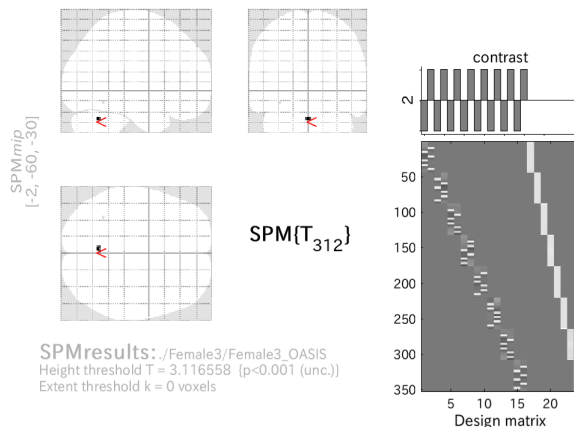 contrast
2
SPMmip
[-2, -60, -30]
SPM{T312}
50
100
150
200
250
300
350
5 10 15 20
Design matrix
SPMresults: ./Female3/Female3_OASIS
Height threshold T = 3.116558 {p<0.001 (unc.)}
Extent threshold k = 0 voxels